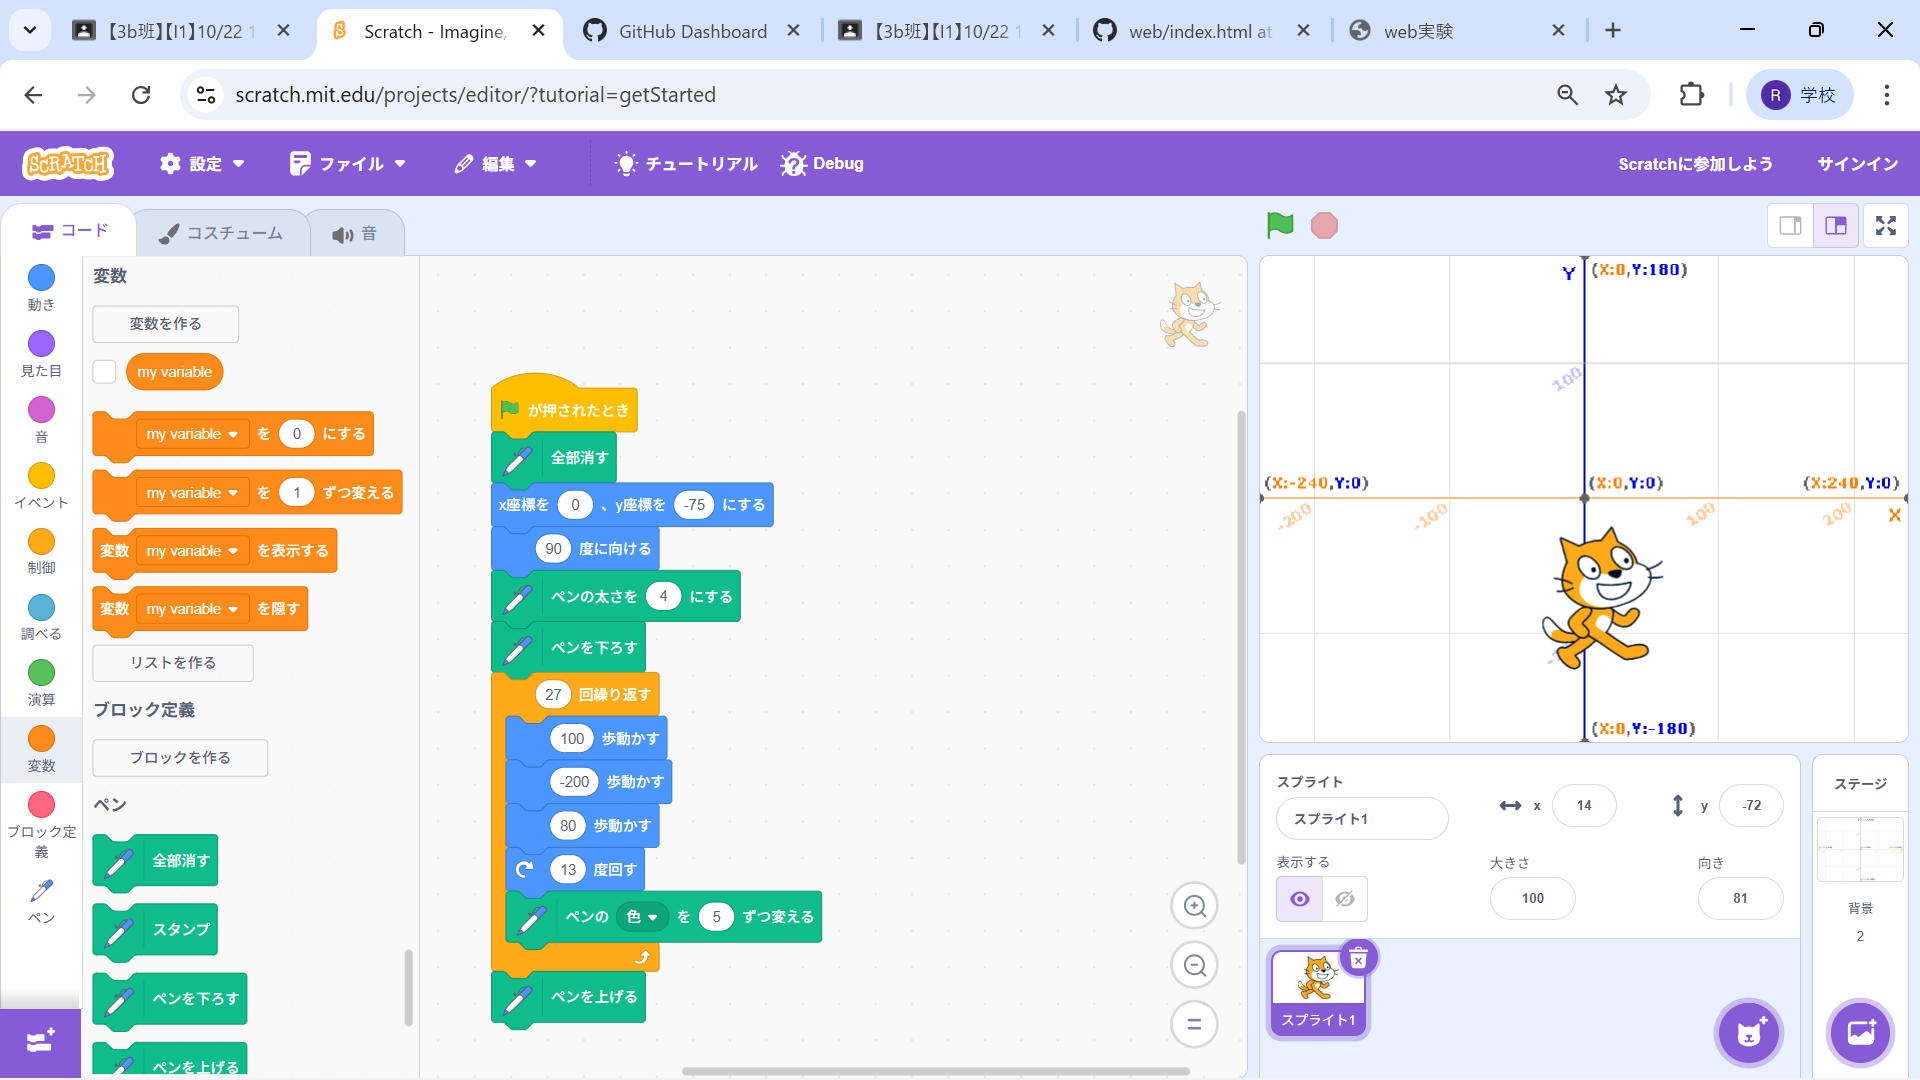 【3b班】【I1】10/22 1
Scratch - Imagine,
GitHub Dashboard
【3b班】【I1】10/22 1
web/index.html at
web実験
scratch.mit.edu/projects/editor/?tutorial=getStarted
R 学校
SCRATCH
設定
ファイル
編集
チュートリアル
Debug
Scratchに参加しよう
サインイン
コード
コスチューム
音
動き
見た目
音
イベント
制御
調べる
演算
変数
ブロック定
義
ペン
変数
変数を作る
my variable
my variable を 0 にする
my variable を 1 ずつ変える
変数 my variable を表示する
変数 my variable を隠す
リストを作る
ブロック定義
ブロックを作る
ペン
全部消す
スタンプ
ペンを下ろす
ペンを上げる
が押されたとき
全部消す
x座標を 0 、y座標を -75 にする
90 度に向ける
ペンの太さを 4 にする
ペンを下ろす
27 回繰り返す
100 歩動かす
-200 歩動かす
80 歩動かす
13 度回す
ペンの 色 を 5 ずつ変える
ペンを上げる
Y (X:0,Y:180)
100
(X:-240,Y:0) (X:0,Y:0) (X:240,Y:0)
-200 -100 100 200 X
(X:0,Y:-180)
スプライト
スプライト1
x 14
y -72
表示する
大きさ
100
向き
81
スプライト1
ステージ
背景
2